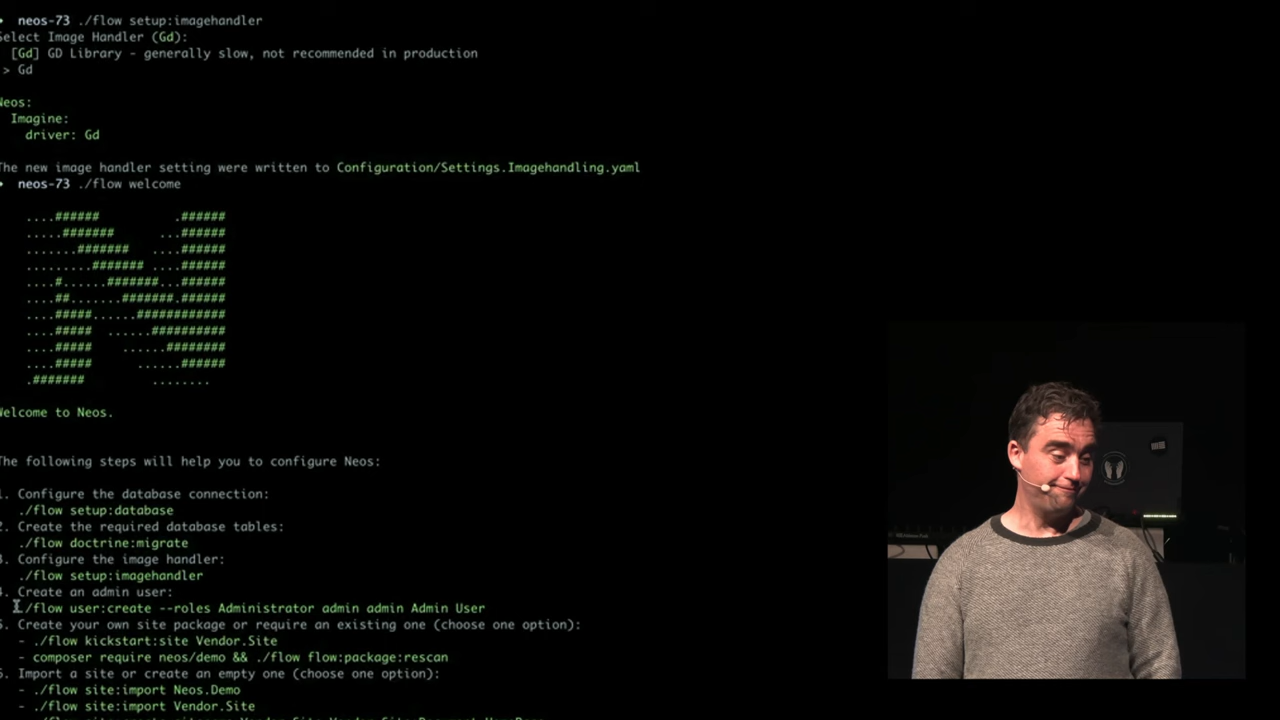 neos-73 ./flow setup:imagehandler
Select Image Handler (Gd):
[Gd] GD Library - generally slow, not recommended in production
> Gd
Neos:
Imagine:
driver: Gd
The new image handler setting were written to Configuration/Settings.Imagehandling.yaml
neos-73 ./flow welcome
....###### .######
.....####### ...######
.......####### ....######
.........####### ....######
....#......#######...######
....##.......#######.######
....#####......############
....##### ......##########
....##### ......########
....##### ......######
.####### ........
Welcome to Neos.
The following steps will help you to configure Neos:
1. Configure the database connection:
./flow setup:database
2. Create the required database tables:
./flow doctrine:migrate
3. Configure the image handler:
./flow setup:imagehandler
4. Create an admin user:
./flow user:create --roles Administrator admin admin Admin User
5. Create your own site package or require an existing one (choose one option):
- ./flow kickstart:site Vendor.Site
- composer require neos/demo && ./flow flow:package:rescan
6. Import a site or create an empty one (choose one option):
- ./flow site:import Neos.Demo
- ./flow site:import Vendor.Site